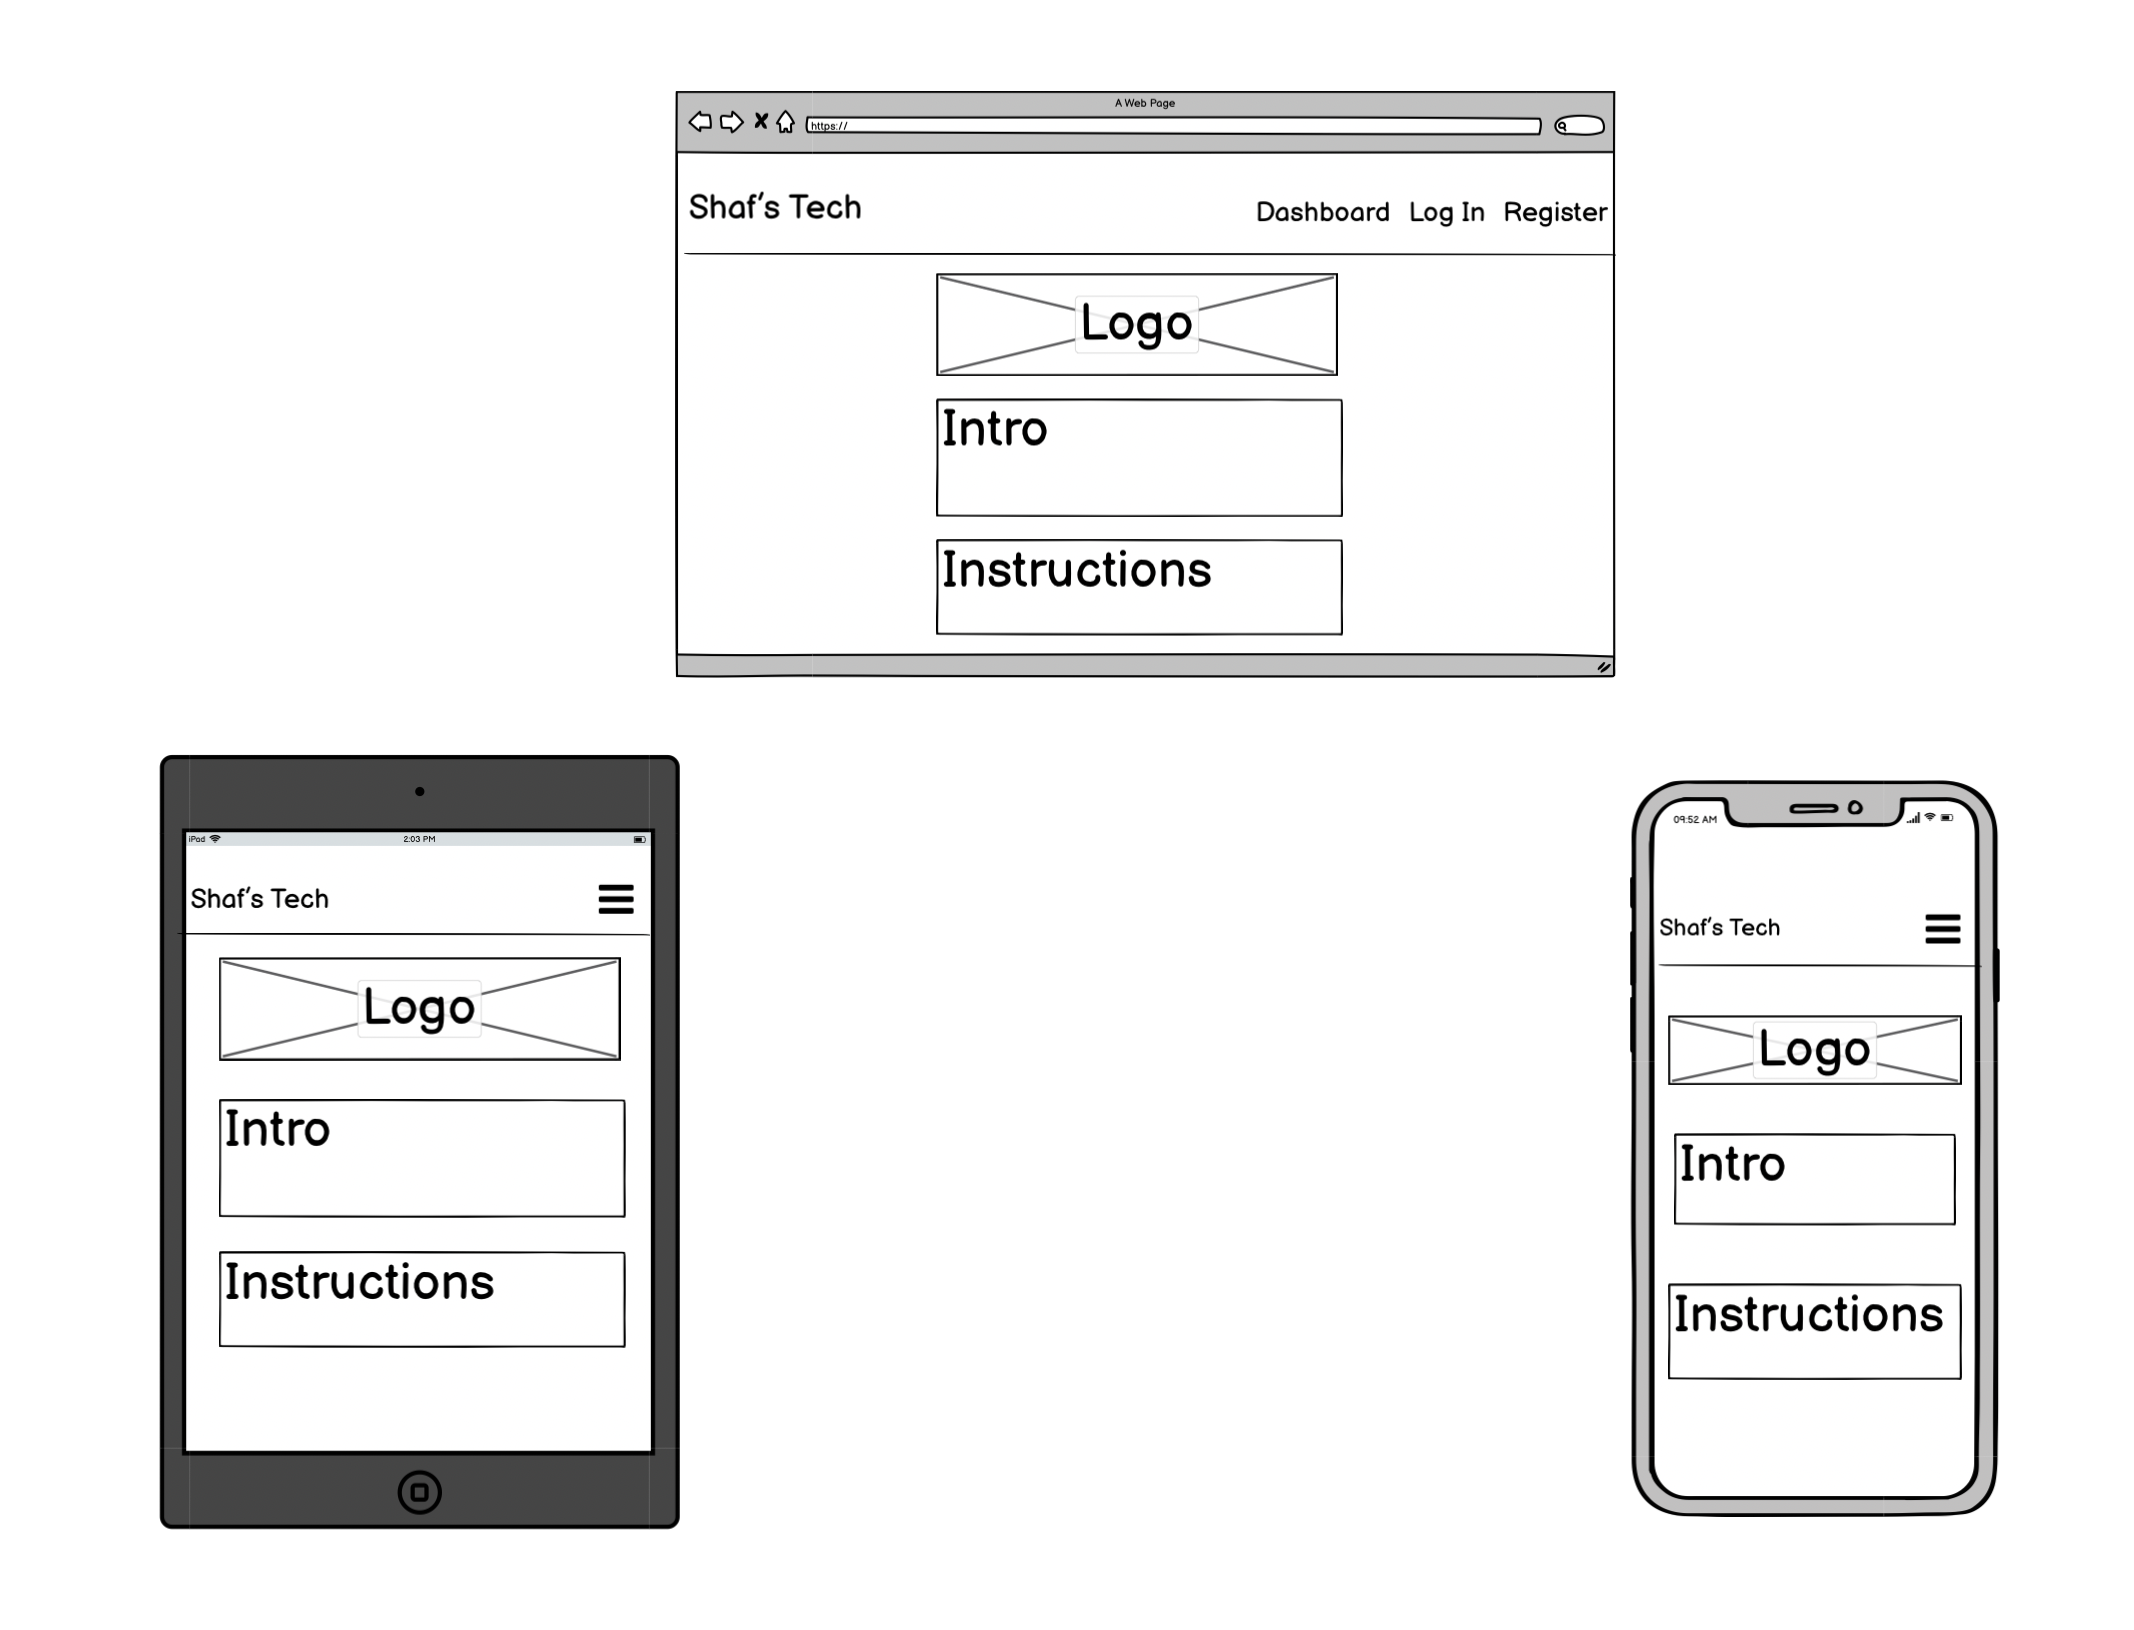 A Web Page
https://
Shaf's Tech
Dashboard Log In Register
Logo
Intro
Instructions
iPad 2:03 PM
Shaf's Tech
Logo
Intro
Instructions
09:52 AM
Shaf's Tech
Logo
Intro
Instructions